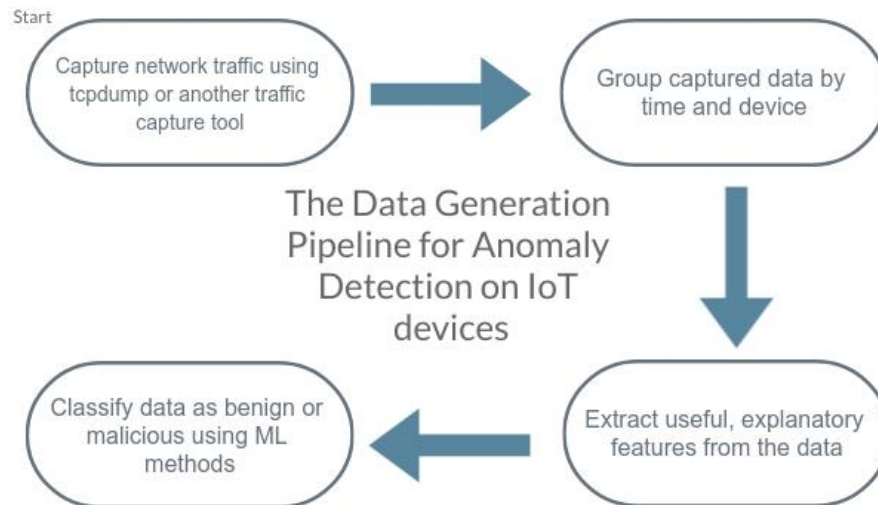 Start
Capture network traffic using
tcpdump or another traffic
capture tool
Group captured data by
time and device
The Data Generation
Pipeline for Anomaly
Detection on IoT
devices
Extract useful, explanatory
features from the data
Classify data as benign or
malicious using ML
methods